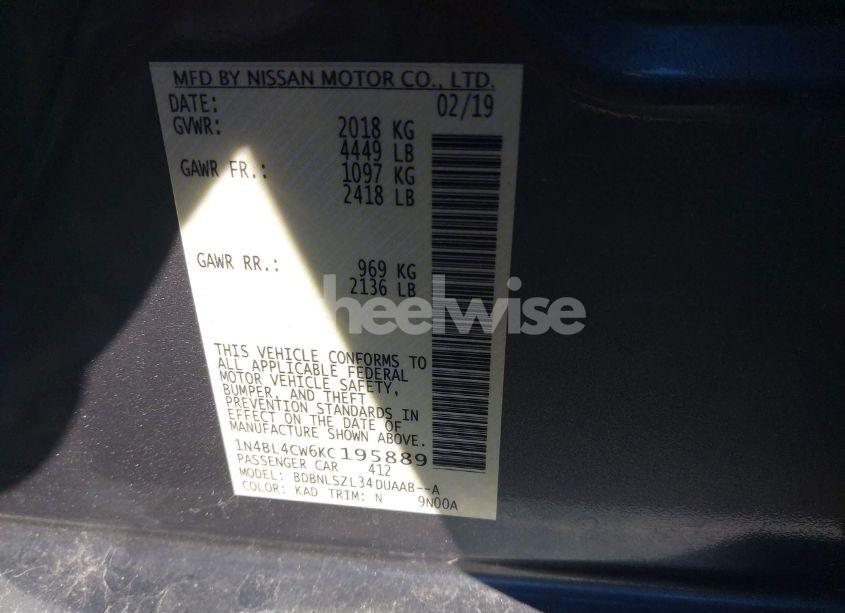 MFD BY NISSAN MOTOR CO., LTD.
DATE: 02/19
GVWR: 2018 KG
4449 LB
GAWR FR.: 1097 KG
2418 LB
GAWR RR.: 969 KG
2136 LB
heelwise
THIS VEHICLE CONFORMS TO
ALL APPLICABLE FEDERAL
MOTOR VEHICLE SAFETY,
BUMPER, AND THEFT
PREVENTION STANDARDS IN
EFFECT ON THE DATE OF
MANUFACTURE SHOWN ABOVE.
1N4BL4CW6KC195889
PASSENGER CAR 412
MODEL: BDBNLSZL34DUAAB--A
COLOR: KAD TRIM: N 9N00A